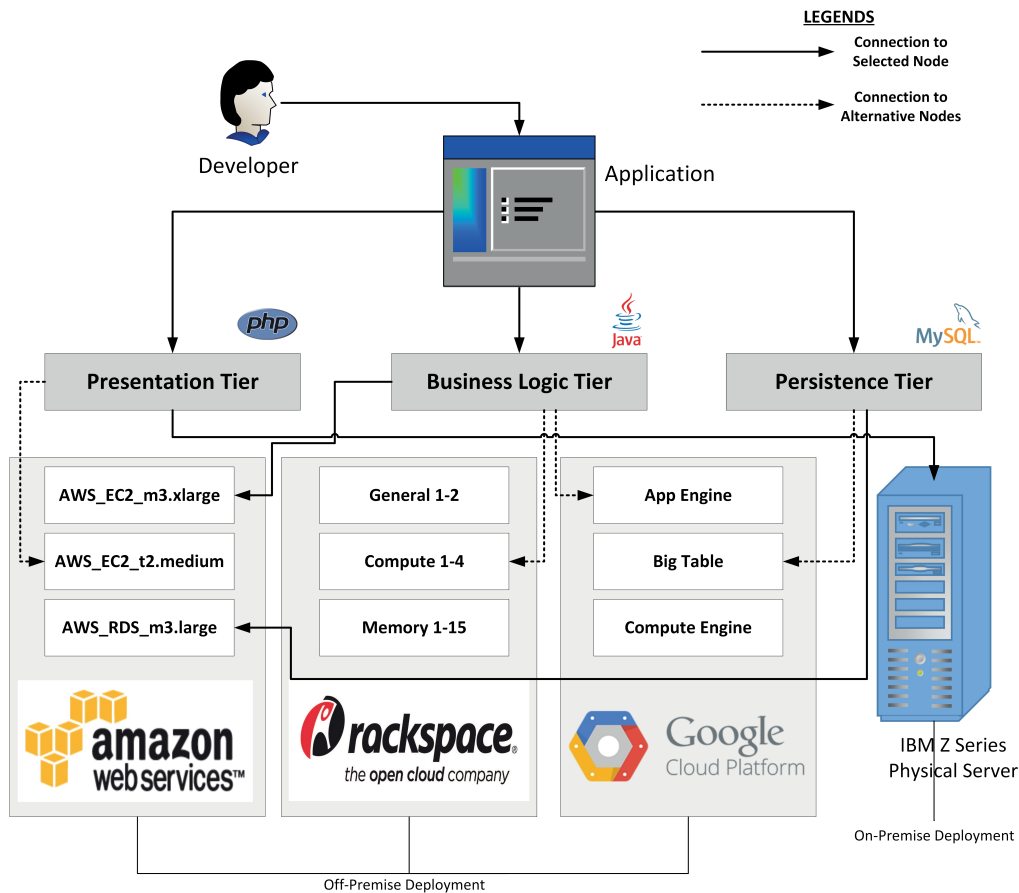 LEGENDS
Connection to
Selected Node
Connection to
Alternative Nodes
Developer
Application
php
Java
MySQL™
Presentation Tier
Business Logic Tier
Persistence Tier
AWS_EC2_m3.xlarge
General 1-2
App Engine
AWS_EC2_t2.medium
Compute 1-4
Big Table
AWS_RDS_m3.large
Memory 1-15
Compute Engine
amazon
web services™
rackspace®
the open cloud company
Google
Cloud Platform
IBM Z Series
Physical Server
On-Premise Deployment
Off-Premise Deployment